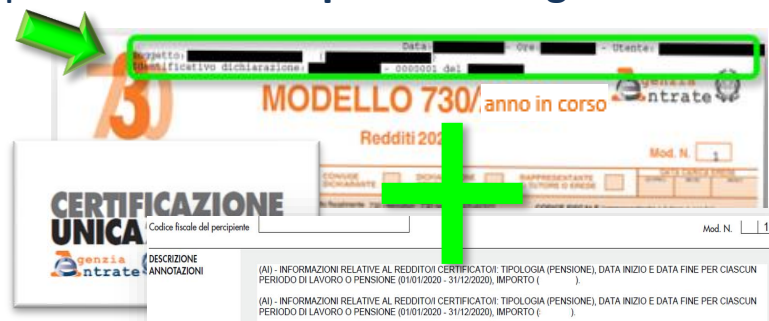 Data: - Ore: - Utente:
Soggetto: (
Identificativo dichiarazione: - 0000001 del
730
MODELLO 730/ anno in corso
genzia
ntrate
Redditi 202
Mod. N. 1
CONIUGE DICHIARANTE
RAPPRESENTANTE O TUTORE O EREDE
CERTIFICAZIONE
UNICA
genzia
ntrate
Codice fiscale del percipiente Mod. N. 1
DESCRIZIONE
ANNOTAZIONI
(AI) - INFORMAZIONI RELATIVE AL REDDITO/I CERTIFICATO/I: TIPOLOGIA (PENSIONE), DATA INIZIO E DATA FINE PER CIASCUN
PERIODO DI LAVORO O PENSIONE (01/01/2020 - 31/12/2020), IMPORTO ( ).
(AI) - INFORMAZIONI RELATIVE AL REDDITO/I CERTIFICATO/I: TIPOLOGIA (PENSIONE), DATA INIZIO E DATA FINE PER CIASCUN
PERIODO DI LAVORO O PENSIONE (01/01/2020 - 31/12/2020), IMPORTO ( ).